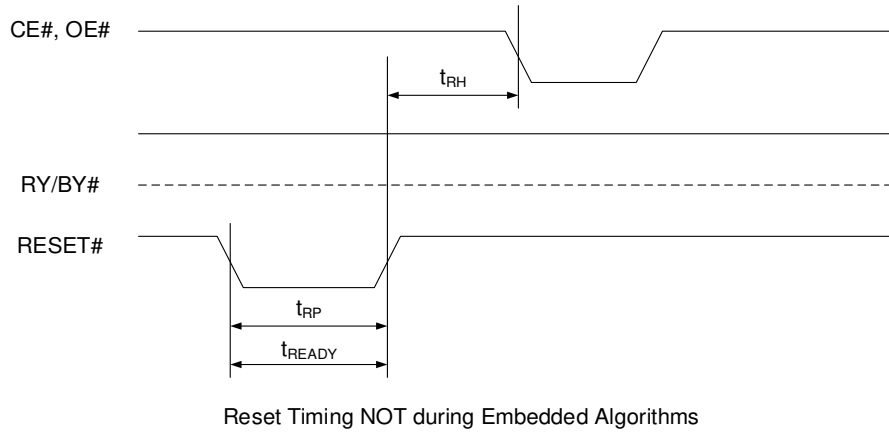 CE#, OE#
tRH
RY/BY#
RESET#
tRP
tREADY
Reset Timing NOT during Embedded Algorithms